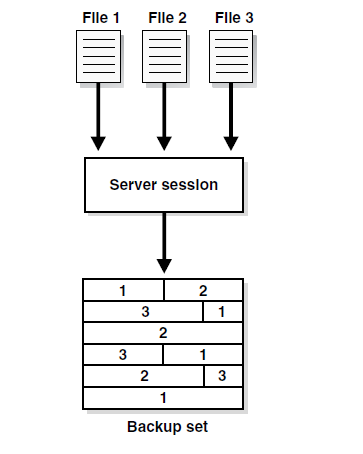 File 1 File 2 File 3
Server session
1 2
3 1
2
3 1
2 3
1
Backup set